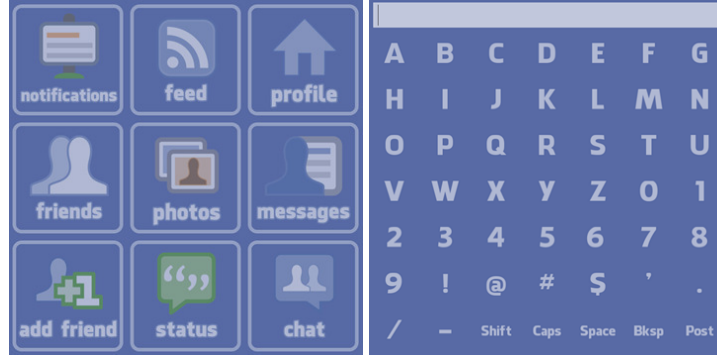 notifications feed profile
friends photos messages
+1
add friend status chat
A B C D E F G
H I J K L M N
O P Q R S T U
V W X Y Z 0 1
2 3 4 5 6 7 8
9 ! @ # $ ' .
/ - Shift Caps Space Bksp Post